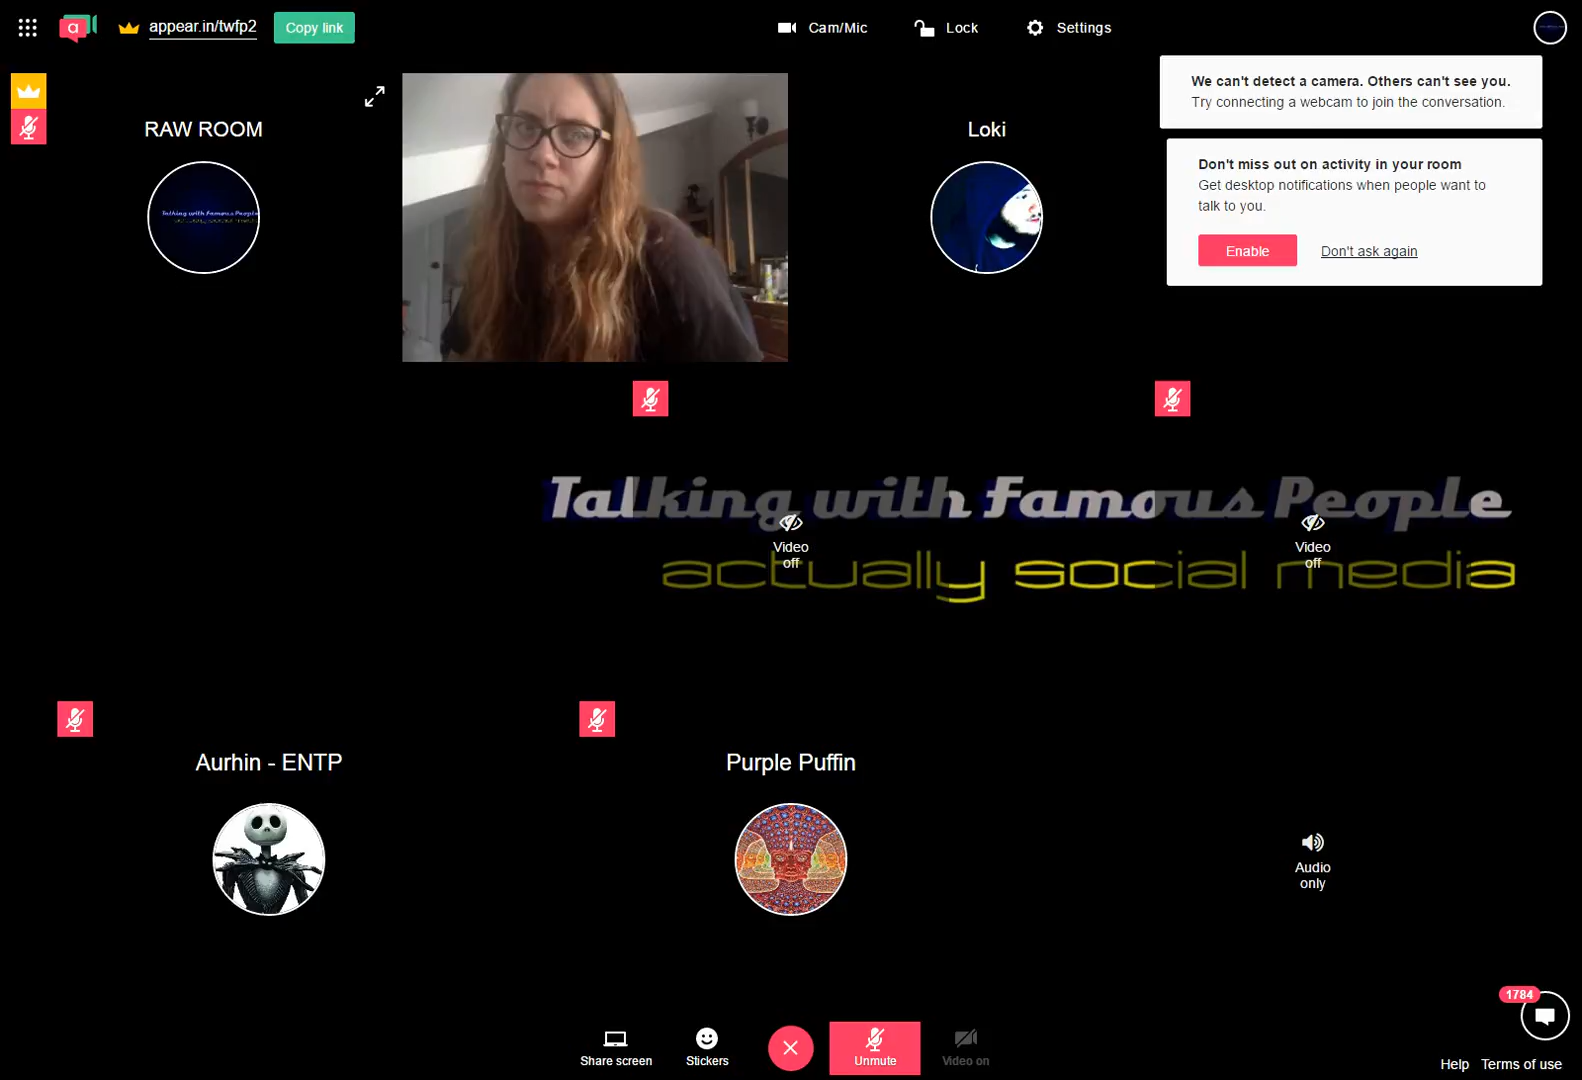 appear.in/twfp2
Copy link
Cam/Mic
Lock
Settings
We can't detect a camera. Others can't see you.
Try connecting a webcam to join the conversation.
RAW ROOM
Loki
Don't miss out on activity in your room
Get desktop notifications when people want to
talk to you.
Talking with Famous People
Enable
Don't ask again
Talking with Famous People
Video
off
Video
off
actually social media
Aurhin - ENTP
Purple Puffin
Audio
only
1784
Share screen
Stickers
Unmute
Video on
Help
Terms of use